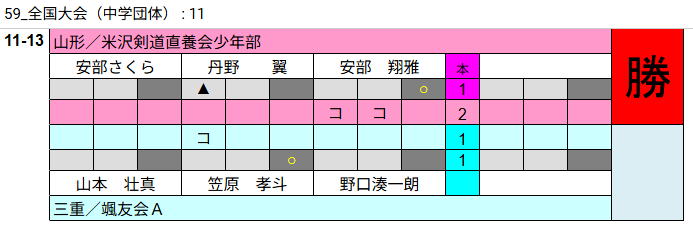 59_全国大会（中学団体）: 11
11-13 山形／米沢剣道直養会少年部
安部さくら 丹野　翼 安部　翔雅 本 勝
▲ ○ 1
コ コ 2
コ 1
○ 1
山本　壮真 笠原　孝斗 野口湊一朗
三重／颯友会Ａ